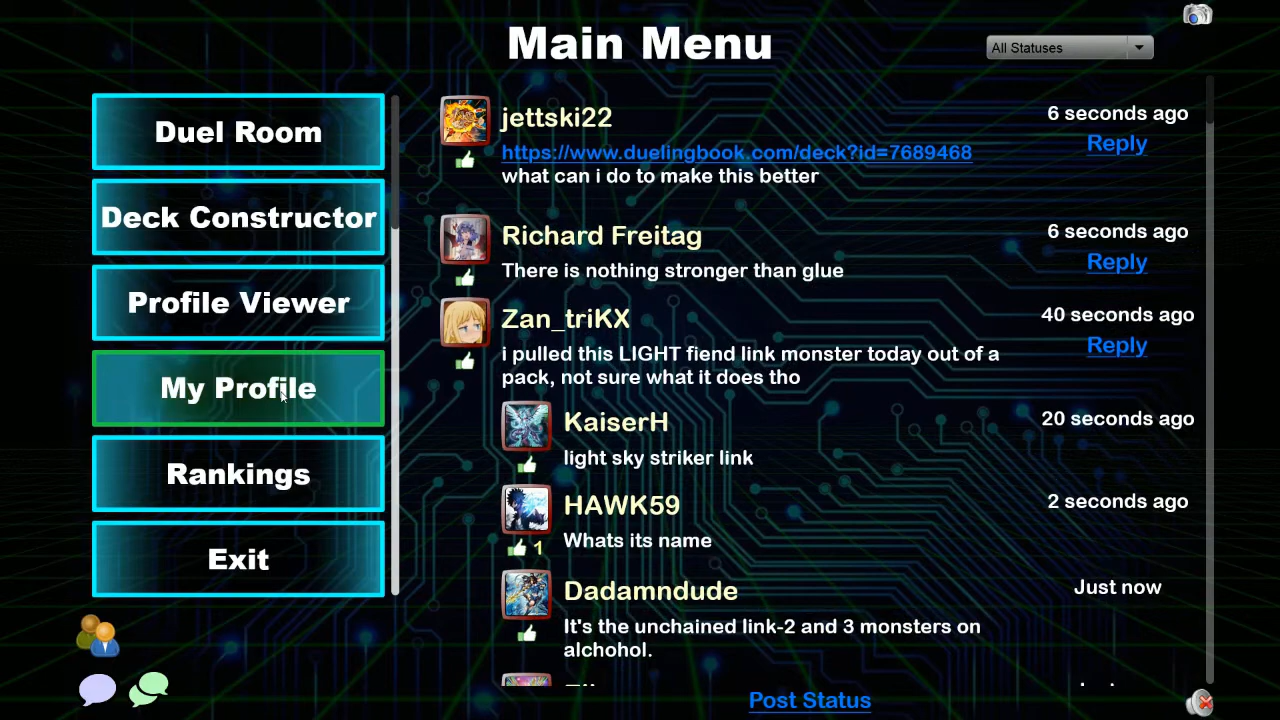 Main Menu
All Statuses
Duel Room
Deck Constructor
Profile Viewer
My Profile
Rankings
Exit
jettski22
6 seconds ago
https://www.duelingbook.com/deck?id=7689468
Reply
what can i do to make this better
Richard Freitag
6 seconds ago
There is nothing stronger than glue
Reply
Zan_triKX
40 seconds ago
i pulled this LIGHT fiend link monster today out of a
pack, not sure what it does tho
Reply
KaiserH
20 seconds ago
light sky striker link
HAWK59
2 seconds ago
Whats its name
1
Dadamndude
Just now
It's the unchained link-2 and 3 monsters on
alchohol.
Post Status